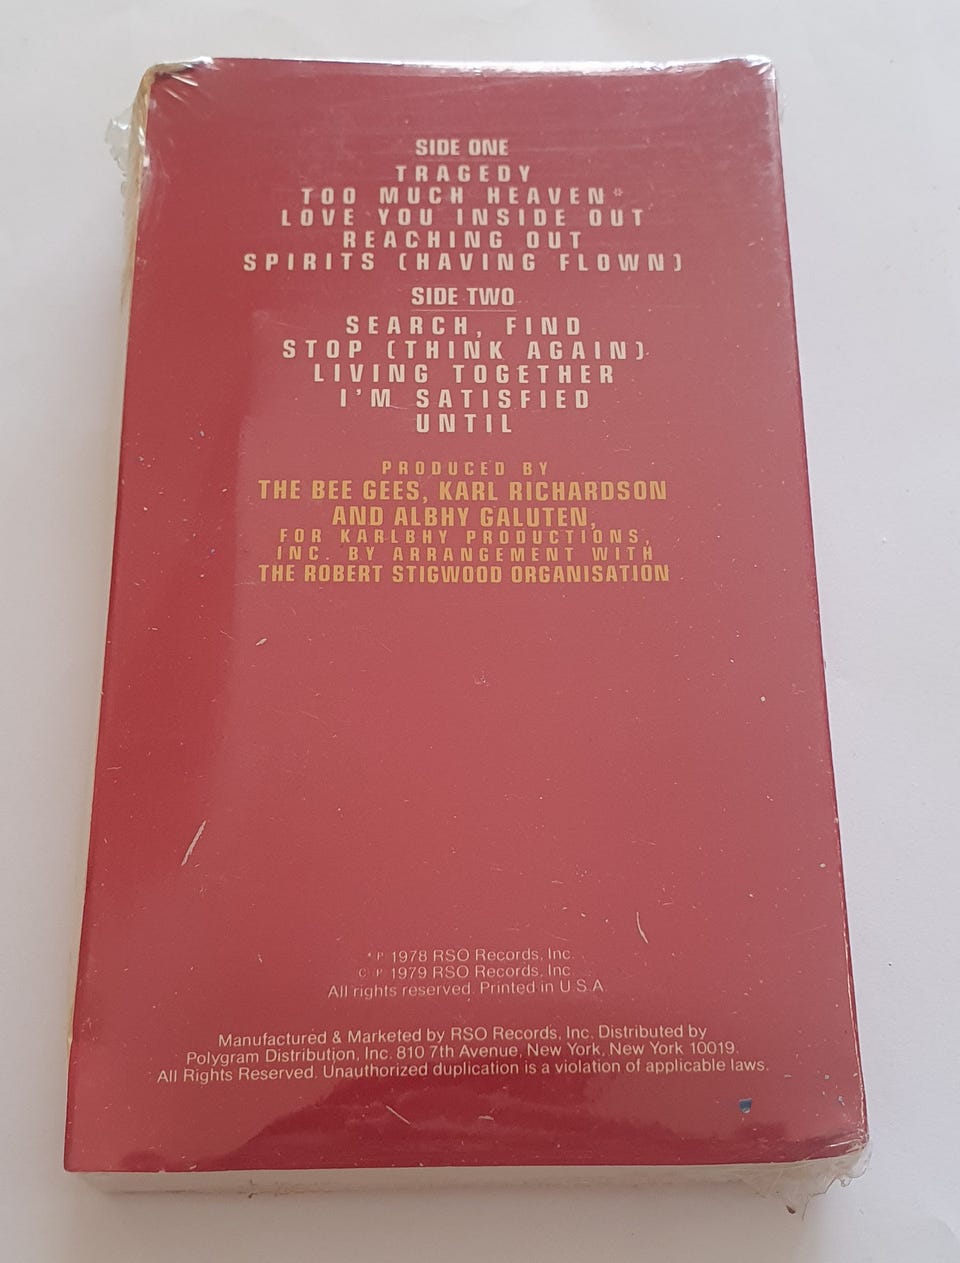 SIDE ONE
TRAGEDY
TOO MUCH HEAVEN*
LOVE YOU INSIDE OUT
REACHING OUT
SPIRITS (HAVING FLOWN)
SIDE TWO
SEARCH, FIND
STOP (THINK AGAIN)
LIVING TOGETHER
I'M SATISFIED
UNTIL
PRODUCED BY
THE BEE GEES, KARL RICHARDSON
AND ALBHY GALUTEN,
FOR KARLBHY PRODUCTIONS,
INC. BY ARRANGEMENT WITH
THE ROBERT STIGWOOD ORGANISATION
* P 1978 RSO Records, Inc.
C P 1979 RSO Records, Inc.
All rights reserved. Printed in U.S.A.
Manufactured & Marketed by RSO Records, Inc. Distributed by
Polygram Distribution, Inc. 810 7th Avenue, New York, New York 10019.
All Rights Reserved. Unauthorized duplication is a violation of applicable laws.